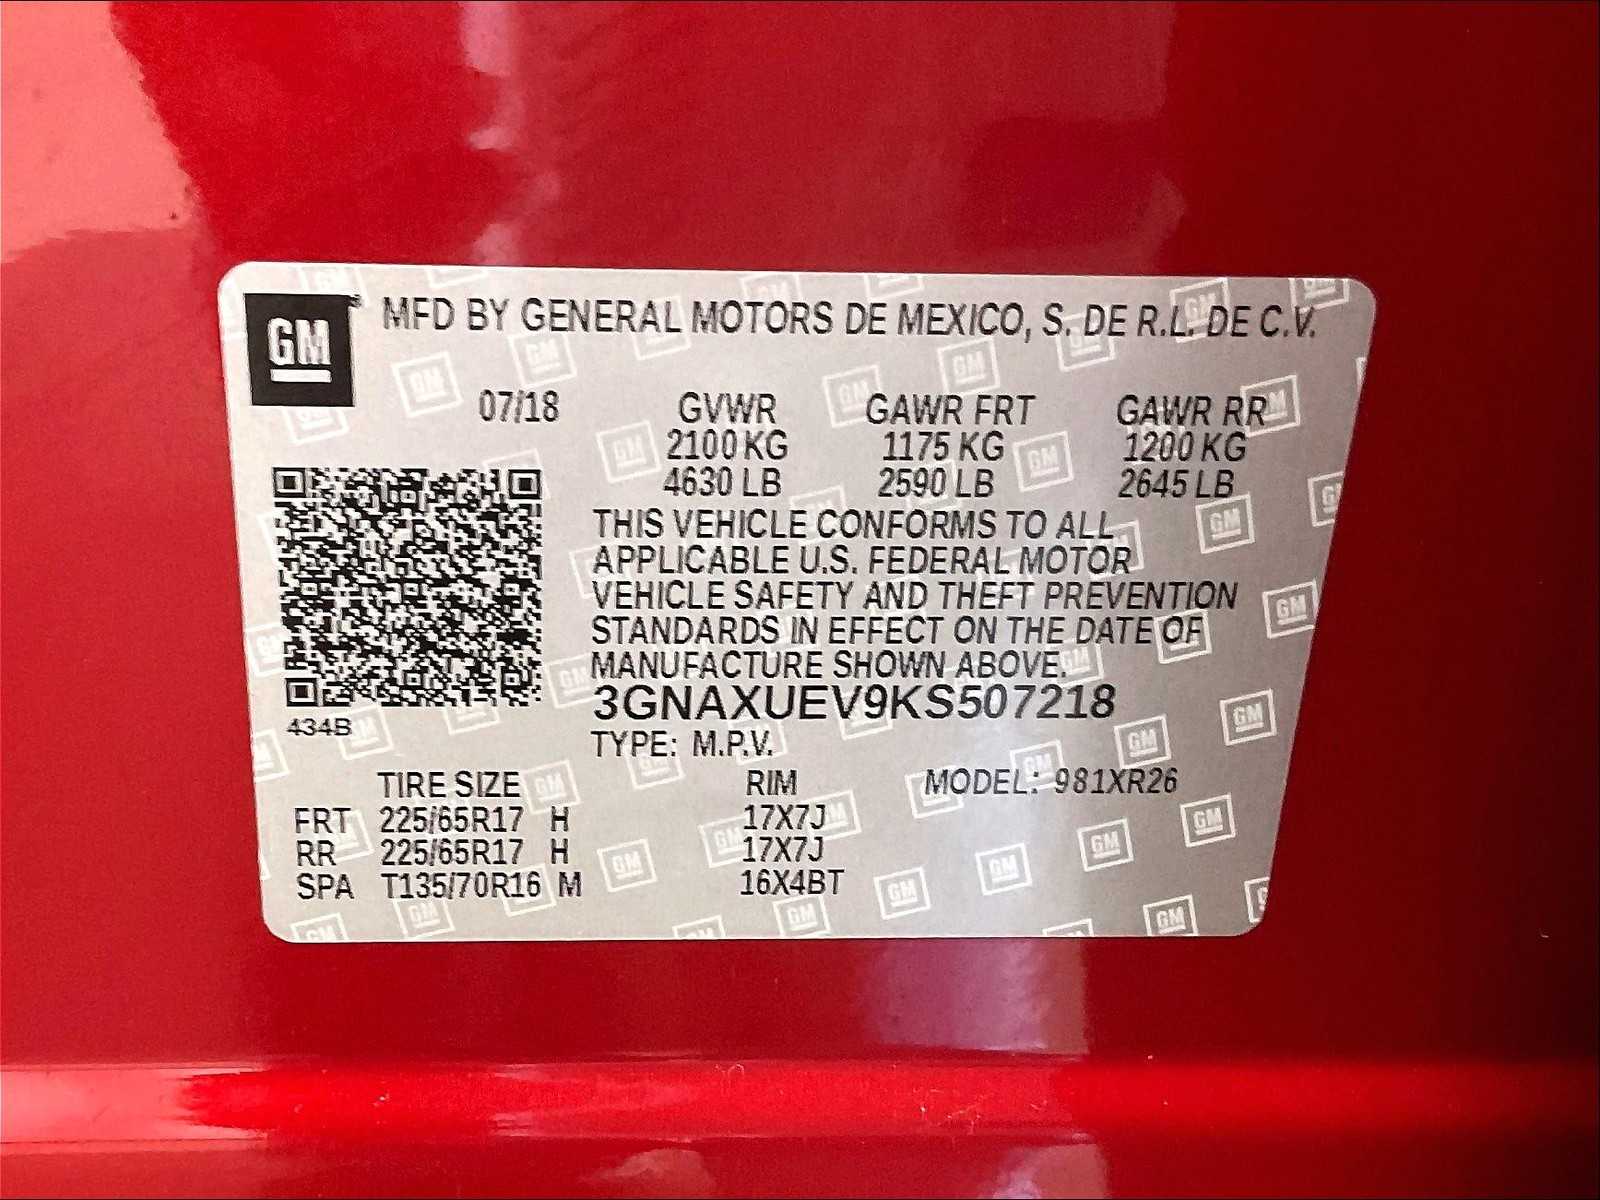 GM
MFD BY GENERAL MOTORS DE MEXICO, S. DE R.L. DE C.V.
07/18 GVWR GAWR FRT GAWR RR
2100 KG 1175 KG 1200 KG
4630 LB 2590 LB 2645 LB
THIS VEHICLE CONFORMS TO ALL
APPLICABLE U.S. FEDERAL MOTOR
VEHICLE SAFETY AND THEFT PREVENTION
STANDARDS IN EFFECT ON THE DATE OF
MANUFACTURE SHOWN ABOVE.
3GNAXUEV9KS507218
434B
TYPE: M.P.V.
TIRE SIZE RIM MODEL: 981XR26
FRT 225/65R17 H 17X7J
RR 225/65R17 H 17X7J
SPA T135/70R16 M 16X4BT